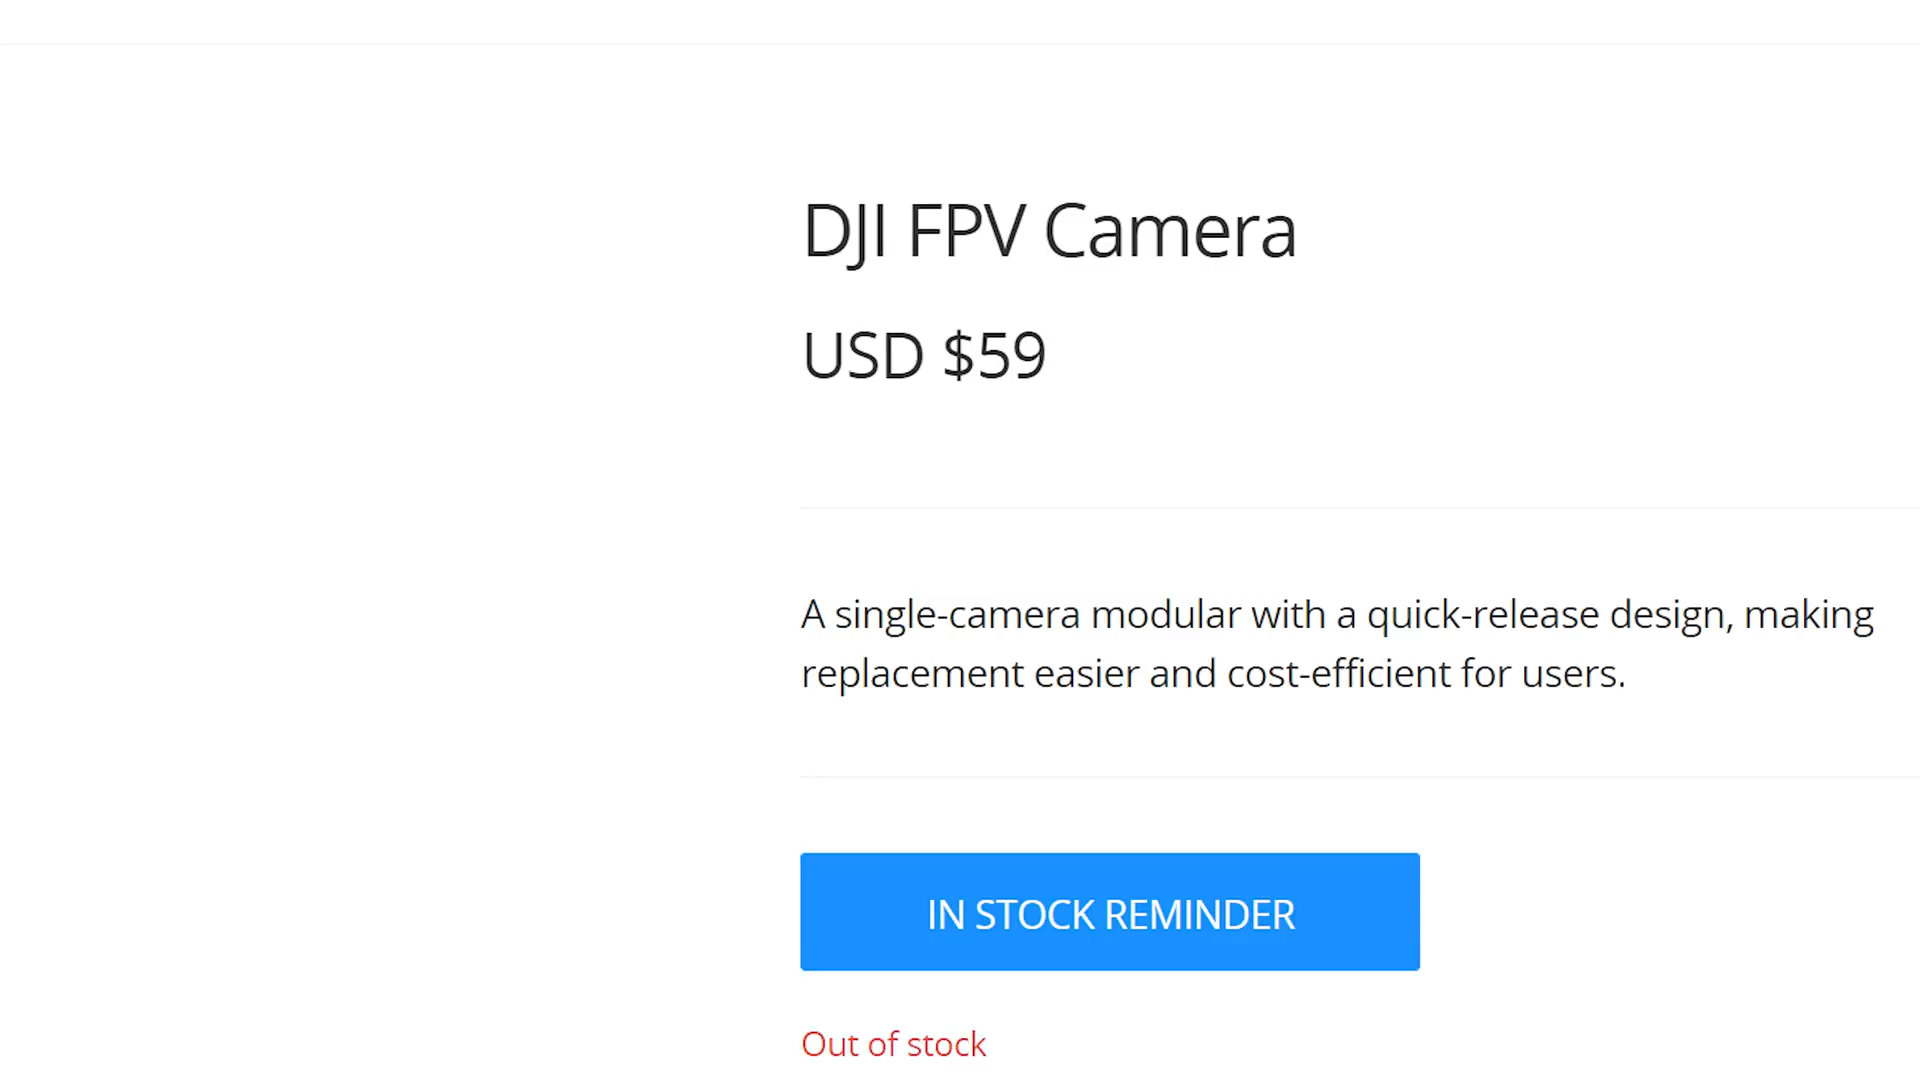 DJI FPV Camera
USD $59
A single-camera modular with a quick-release design, making
replacement easier and cost-efficient for users.
IN STOCK REMINDER
Out of stock